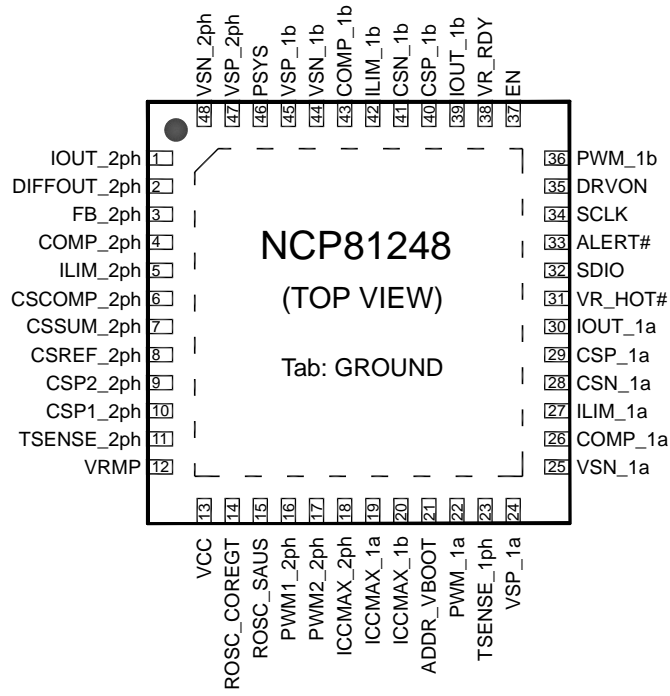 VSN_2ph
VSP_2ph
PSYS
VSP_1b
VSN_1b
COMP_1b
ILIM_1b
CSN_1b
CSP_1b
IOUT_1b
VR_RDY
EN
48
47
46
45
44
43
42
41
40
39
38
37
IOUT_2ph 1
DIFFOUT_2ph 2
FB_2ph 3
COMP_2ph 4
ILIM_2ph 5
CSCOMP_2ph 6
CSSUM_2ph 7
CSREF_2ph 8
CSP2_2ph 9
CSP1_2ph 10
TSENSE_2ph 11
VRMP 12
NCP81248
(TOP VIEW)
Tab: GROUND
36 PWM_1b
35 DRVON
34 SCLK
33 ALERT#
32 SDIO
31 VR_HOT#
30 IOUT_1a
29 CSP_1a
28 CSN_1a
27 ILIM_1a
26 COMP_1a
25 VSN_1a
13
14
15
16
17
18
19
20
21
22
23
24
VCC
ROSC_COREGT
ROSC_SAUS
PWM1_2ph
PWM2_2ph
ICCMAX_2ph
ICCMAX_1a
ICCMAX_1b
ADDR_VBOOT
PWM_1a
TSENSE_1ph
VSP_1a